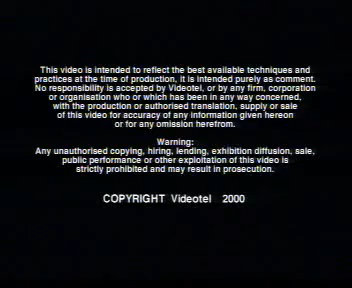 This video is intended to reflect the best available techniques and
practices at the time of production, it is intended purely as comment.
No responsibility is accepted by Videotel, or by any firm, corporation
or organisation who or which has been in any way concerned,
with the production or authorised translation, supply or sale
of this video for accuracy of any information given hereon
or for any omission herefrom.
Warning:
Any unauthorised copying, hiring, lending, exhibition diffusion, sale,
public performance or other exploitation of this video is
strictly prohibited and may result in prosecution.
COPYRIGHT Videotel 2000